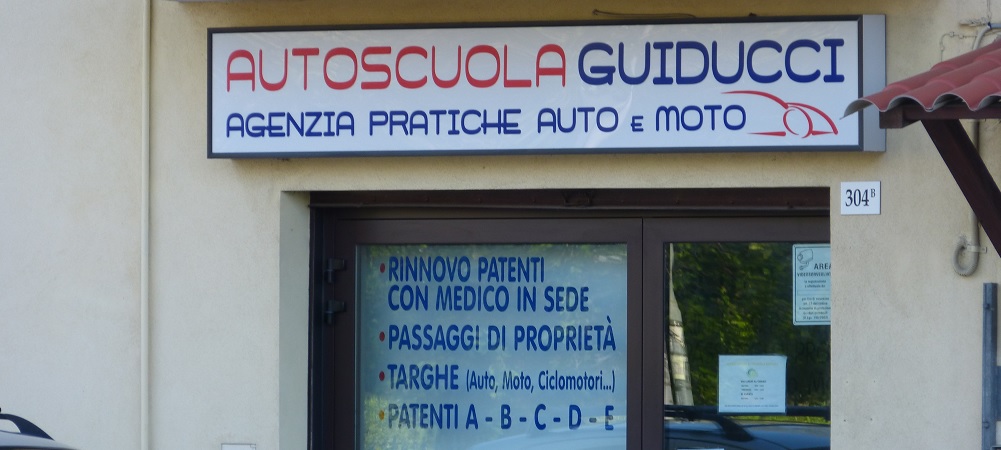 AUTOSCUOLA GUIDUCCI
AGENZIA PRATICHE AUTO E MOTO
304B
• RINNOVO PATENTI
CON MEDICO IN SEDE
• PASSAGGI DI PROPRIETÀ
• TARGHE (Auto, Moto, Ciclomotori...)
• PATENTI A - B - C - D - E
AREA